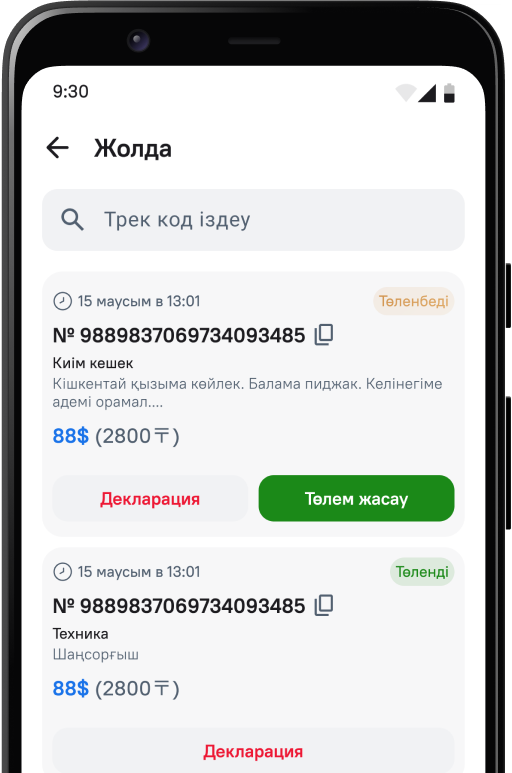 9:30
Жолда
Трек код іздеу
15 маусым в 13:01
Төленбеді
№ 9889837069734093485
Киім кешек
Кішкентай қызыма көйлек. Балама пиджак. Келінегіме
адемі орамал....
88$ (2800₸)
Декларация
Төлем жасау
15 маусым в 13:01
Төленді
№ 9889837069734093485
Техника
Шаңсорғыш
88$ (2800₸)
Декларация